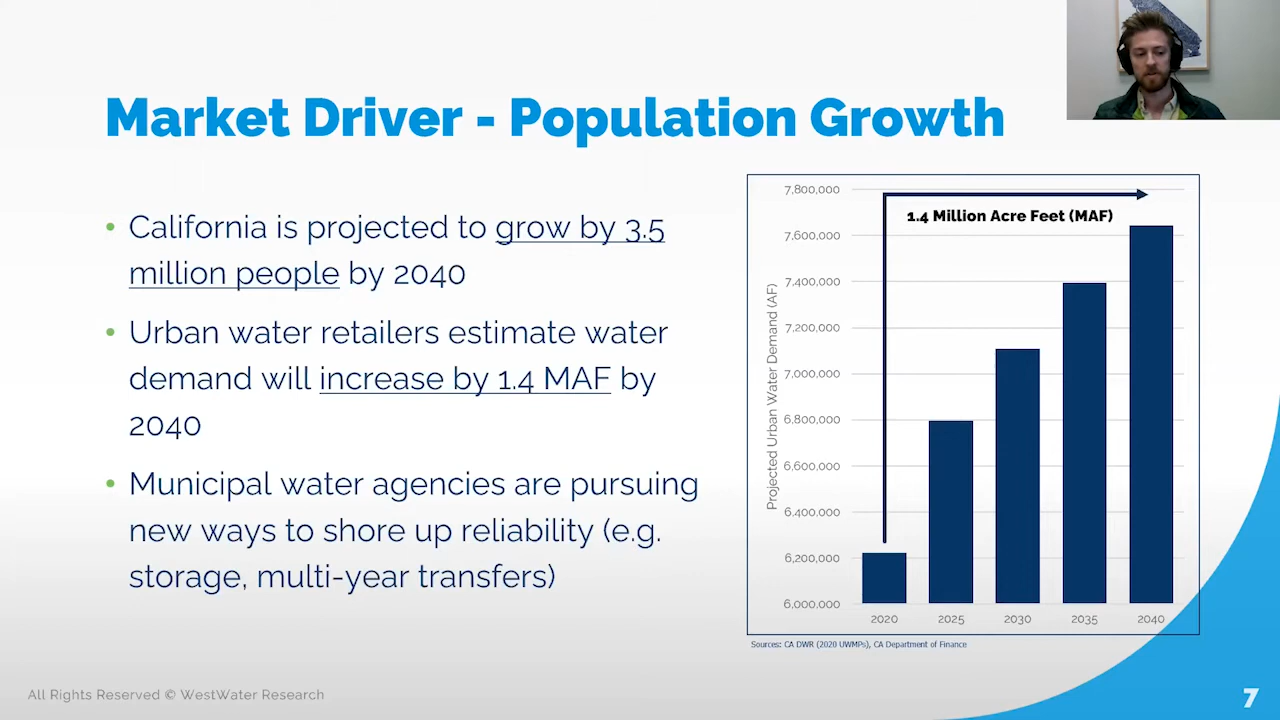 Market Driver - Population Growth
• California is projected to grow by 3.5
million people by 2040
• Urban water retailers estimate water
demand will increase by 1.4 MAF by
2040
• Municipal water agencies are pursuing
new ways to shore up reliability (e.g.
storage, multi-year transfers)
1.4 Million Acre Feet (MAF)
Projected Urban Water Demand (AF)
7,800,000
7,600,000
7,400,000
7,200,000
7,000,000
6,800,000
6,600,000
6,400,000
6,200,000
6,000,000
2020 2025 2030 2035 2040
Sources: CA DWR (2020 UWMPs), CA Department of Finance
All Rights Reserved © WestWater Research
7